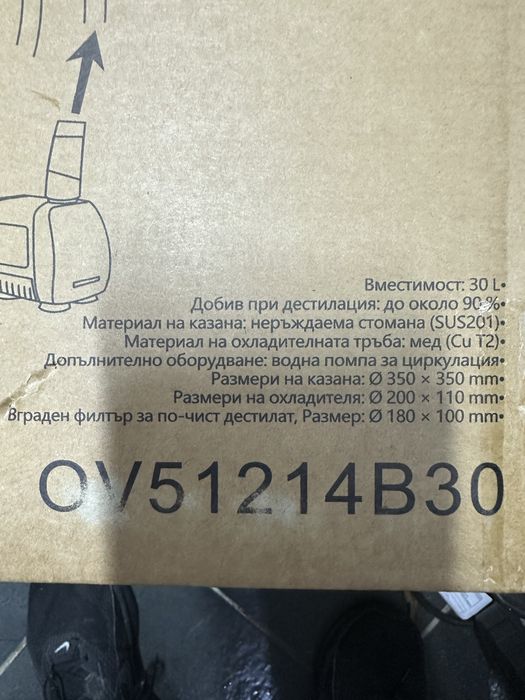 Вместимост: 30 L•
Добив при дестилация: до около 90 %•
Материал на казана: неръждаема стомана (SUS201)•
Материал на охладителната тръба: мед (Cu T2)•
Допълнително оборудване: водна помпа за циркулация•
Размери на казана: Ø 350 × 350 mm•
Размери на охладителя: Ø 200 × 110 mm•
Вграден филтър за по-чист дестилат, Размер: Ø 180 × 100 mm•
OV51214B30